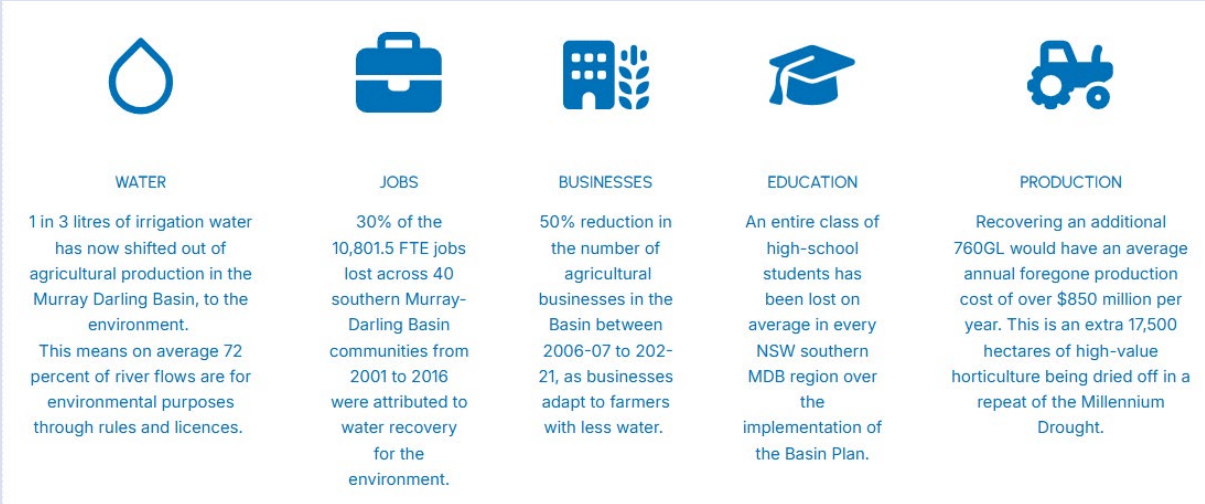 WATER
1 in 3 litres of irrigation water
has now shifted out of
agricultural production in the
Murray Darling Basin, to the
environment.
This means on average 72
percent of river flows are for
environmental purposes
through rules and licences.
JOBS
30% of the
10,801.5 FTE jobs
lost across 40
southern Murray-
Darling Basin
communities from
2001 to 2016
were attributed to
water recovery
for the
environment.
BUSINESSES
50% reduction in
the number of
agricultural
businesses in the
Basin between
2006-07 to 202-
21, as businesses
adapt to farmers
with less water.
EDUCATION
An entire class of
high-school
students has
been lost on
average in every
NSW southern
MDB region over
the
implementation of
the Basin Plan.
PRODUCTION
Recovering an additional
760GL would have an average
annual foregone production
cost of over $850 million per
year. This is an extra 17,500
hectares of high-value
horticulture being dried off in a
repeat of the Millennium
Drought.